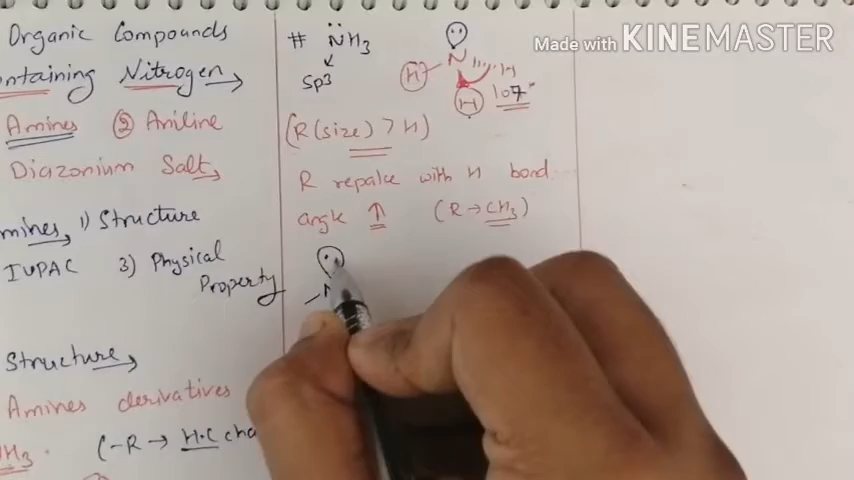 Organic Compounds
ntaining Nitrogen
Amines ② Aniline
Diazonium Salt
mines, 1) Structure
IUPAC 3) Physical
Property
Structure
Amines derivatives
H3. (-R → H·C cha
# NH3
Sp3
N
H H
H 107°
(R(size) > H)
R repalce with H bond
angle ↑ (R → CH3)
N
Made with KINEMASTER